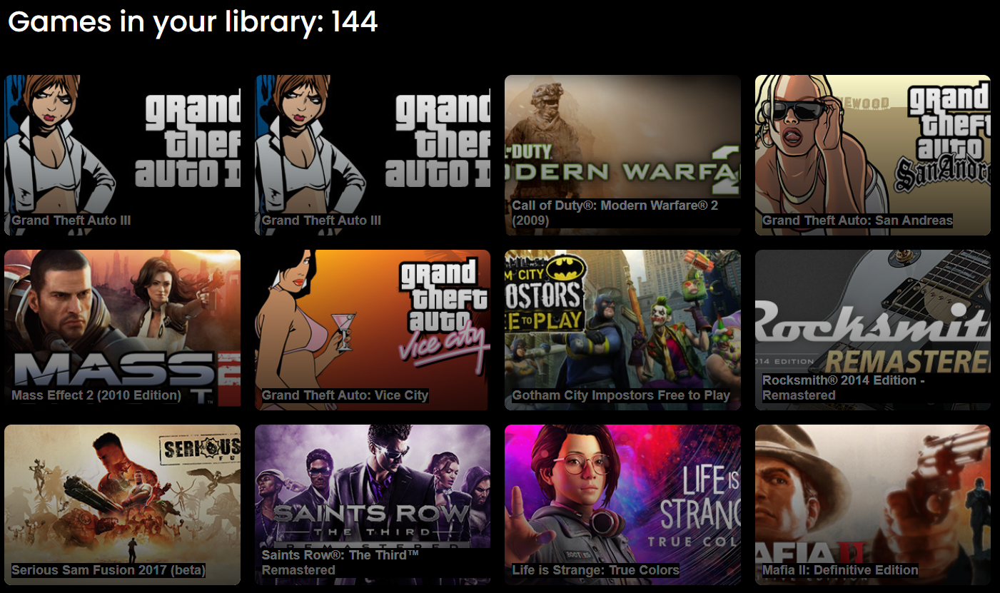 Games in your library: 144
grand
theft
auto I
Grand Theft Auto III
grand
theft
auto I
Grand Theft Auto III
DUTY
ODERN WARFA
2
Call of Duty®: Modern Warfare® 2
(2009)
EWOOD
grand
theft
auto
San Andre
Grand Theft Auto: San Andreas
MASS
T
Mass Effect 2 (2010 Edition)
grand
theft
auto
vice city
Grand Theft Auto: Vice City
M CITY
OSTORS
E TO PLAY
Gotham City Impostors Free to Play
Rocksmit
014 EDITION
REMASTERE
Rocksmith® 2014 Edition -
Remastered
SERIOUS
FU
Serious Sam Fusion 2017 (beta)
SAINTS ROW
THE THIRD
REMASTERED
Saints Row®: The Third™
Remastered
LIFE IS
STRANG
TRUE COL
Life is Strange: True Colors
AFIA II
Mafia II: Definitive Edition